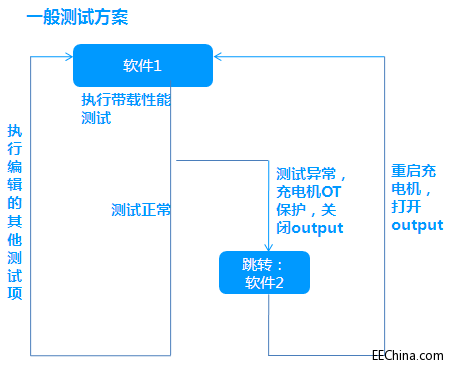 一般测试方案
软件1
执行带载性能
测试
执行编辑的其他测试项
测试正常
测试异常，
充电机OT
保护，关
闭output
重启充
电机，
打开
output
跳转：
软件2
EEChina.com